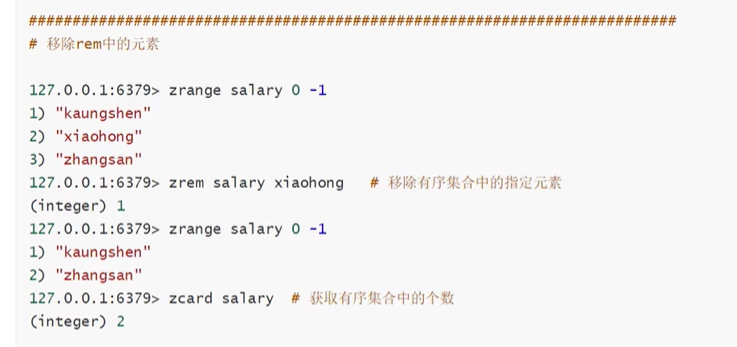 ###########################################################################
# 移除rem中的元素
127.0.0.1:6379> zrange salary 0 -1
1) "kaungshen"
2) "xiaohong"
3) "zhangsan"
127.0.0.1:6379> zrem salary xiaohong   # 移除有序集合中的指定元素
(integer) 1
127.0.0.1:6379> zrange salary 0 -1
1) "kaungshen"
2) "zhangsan"
127.0.0.1:6379> zcard salary  # 获取有序集合中的个数
(integer) 2